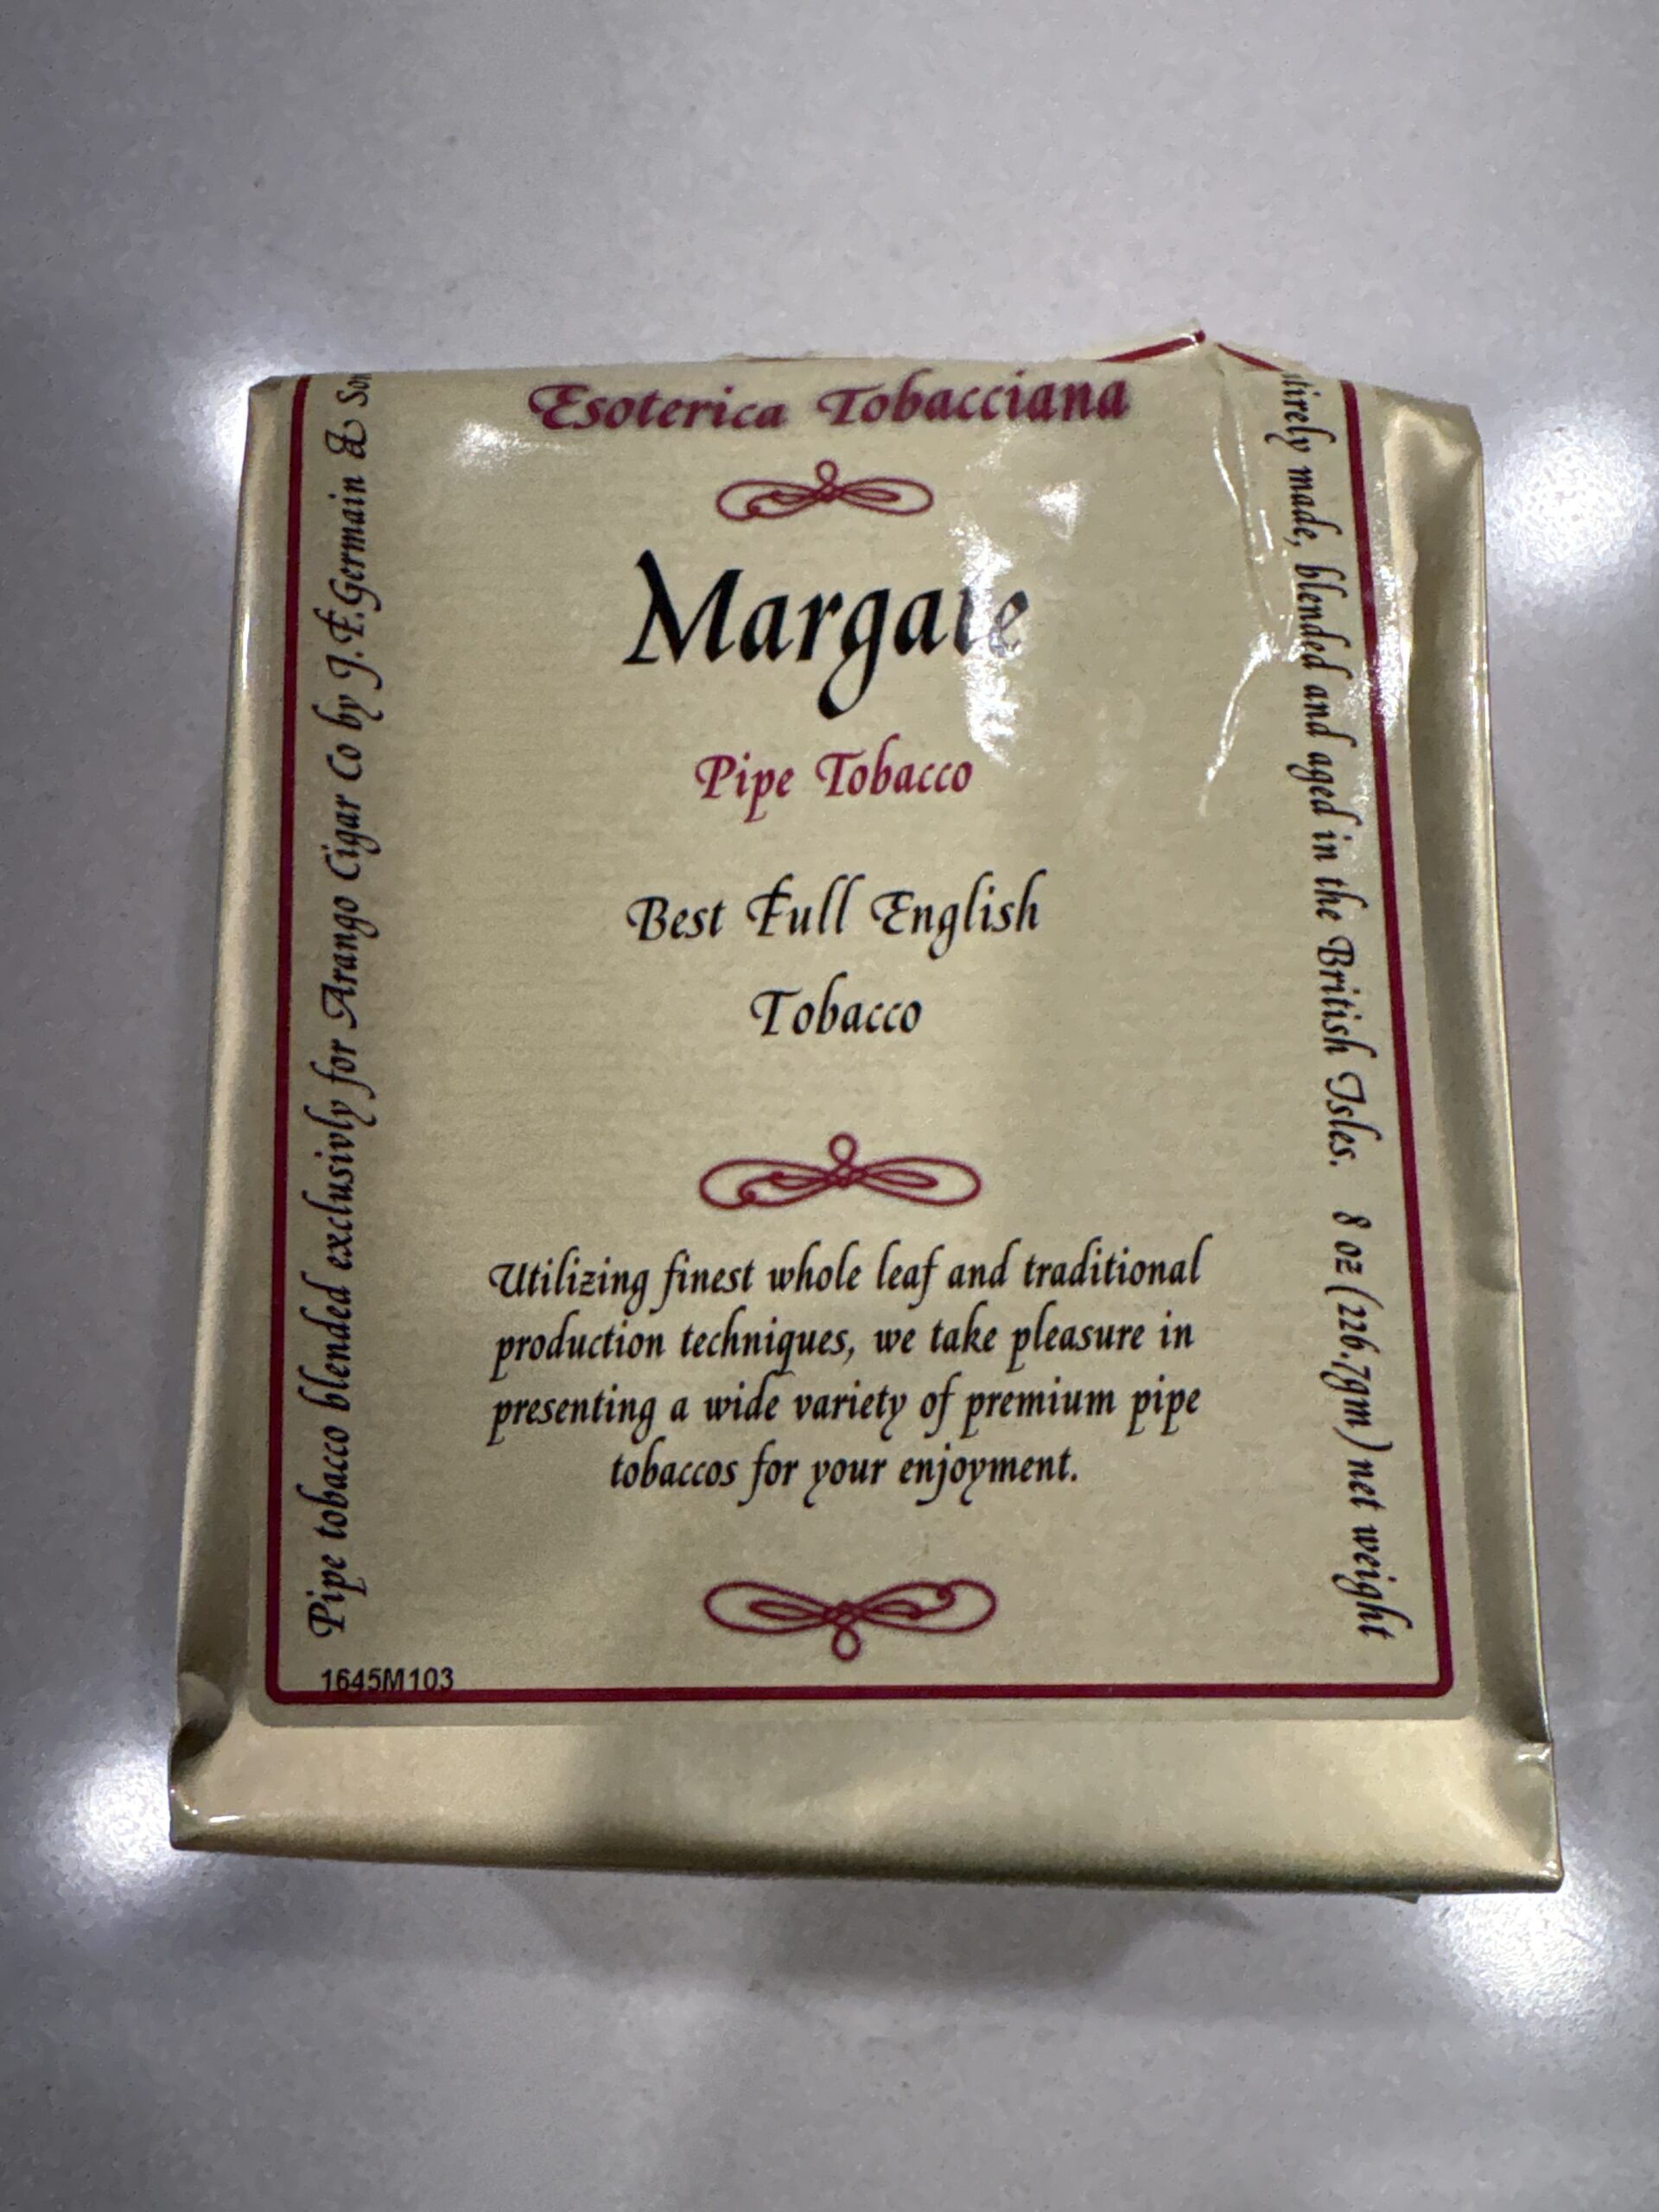 Esoterica Tobacciana
Margate
Pipe Tobacco
Best Full English
Tobacco
Utilizing finest whole leaf and traditional
production techniques, we take pleasure in
presenting a wide variety of premium pipe
tobaccos for your enjoyment.
Pipe tobacco blended exclusivly for Arango Cigar Co by J.F.Germain & Son
made, blended and aged in the British Isles. 8 oz (226.7gm) net weight
1645M103